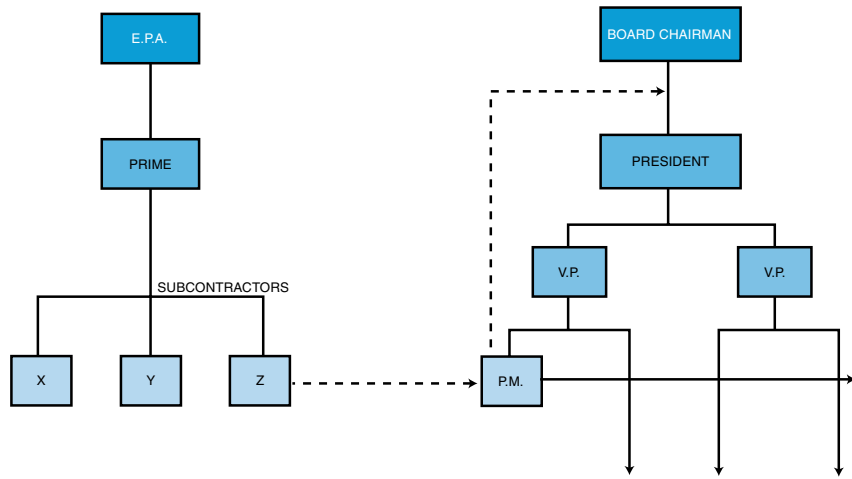 E.P.A.
BOARD CHAIRMAN
PRIME
PRESIDENT
V.P.
V.P.
SUBCONTRACTORS
X
Y
Z
P.M.